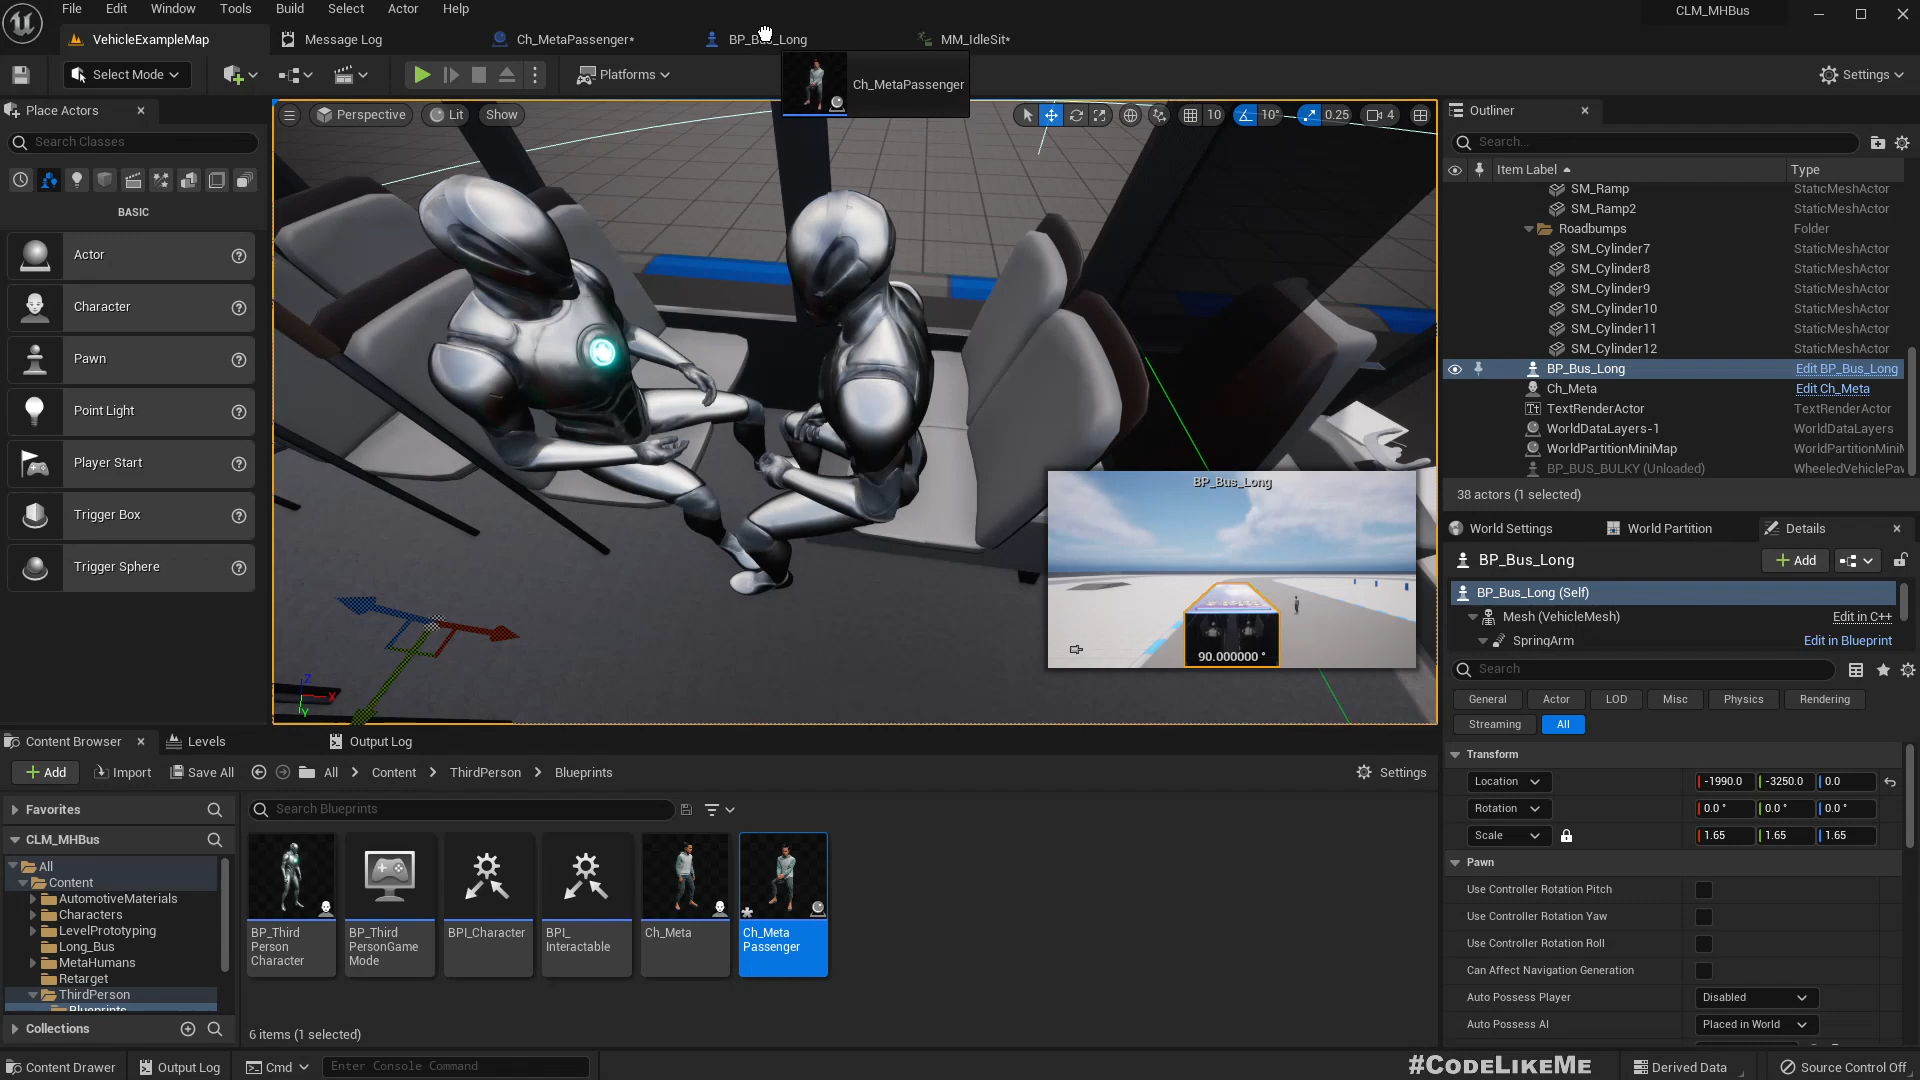 File Edit Window Tools Build Select Actor Help
CLM_MHBus
VehicleExampleMap
Message Log
Ch_MetaPassenger*
BP_Bus_Long
MM_IdleSit*
Select Mode
Platforms
Settings
Ch_MetaPassenger
Place Actors
Search Classes
BASIC
Actor
Character
Pawn
Point Light
Player Start
Trigger Box
Trigger Sphere
Perspective
Lit
Show
10
10°
0.25
4
BP_Bus_Long
90.000000 °
Z
X
Y
Outliner
Search...
Item Label
Type
SM_Ramp StaticMeshActor
SM_Ramp2 StaticMeshActor
Roadbumps Folder
SM_Cylinder7 StaticMeshActor
SM_Cylinder8 StaticMeshActor
SM_Cylinder9 StaticMeshActor
SM_Cylinder10 StaticMeshActor
SM_Cylinder11 StaticMeshActor
SM_Cylinder12 StaticMeshActor
BP_Bus_Long Edit BP_Bus_Long
Ch_Meta Edit Ch_Meta
TextRenderActor TextRenderActor
WorldDataLayers-1 WorldDataLayers
WorldPartitionMiniMap WorldPartitionMini
BP_BUS_BULKY (Unloaded) WheeledVehiclePaw
38 actors (1 selected)
World Settings
World Partition
Details
BP_Bus_Long
Add
BP_Bus_Long (Self)
Mesh (VehicleMesh) Edit in C++
SpringArm Edit in Blueprint
Search
General Actor LOD Misc Physics Rendering
Streaming All
Transform
Location -1990.0 -3250.0 0.0
Rotation 0.0 ° 0.0 ° 0.0 °
Scale 1.65 1.65 1.65
Pawn
Use Controller Rotation Pitch
Use Controller Rotation Yaw
Use Controller Rotation Roll
Can Affect Navigation Generation
Auto Possess Player Disabled
Auto Possess AI Placed in World
Content Browser
Levels
Output Log
Add
Import
Save All
All > Content > ThirdPerson > Blueprints
Settings
Favorites
Search Blueprints
CLM_MHBus
All
Content
AutomotiveMaterials
Characters
LevelPrototyping
Long_Bus
MetaHumans
Retarget
ThirdPerson
Blueprints
Collections
BP_Third
Person
Character
BP_Third
PersonGame
Mode
BPI_Character
BPI_
Interactable
Ch_Meta
Ch_Meta
Passenger
6 items (1 selected)
Content Drawer
Output Log
Cmd
Enter Console Command
#CodeLikeMe
Derived Data
Source Control Off